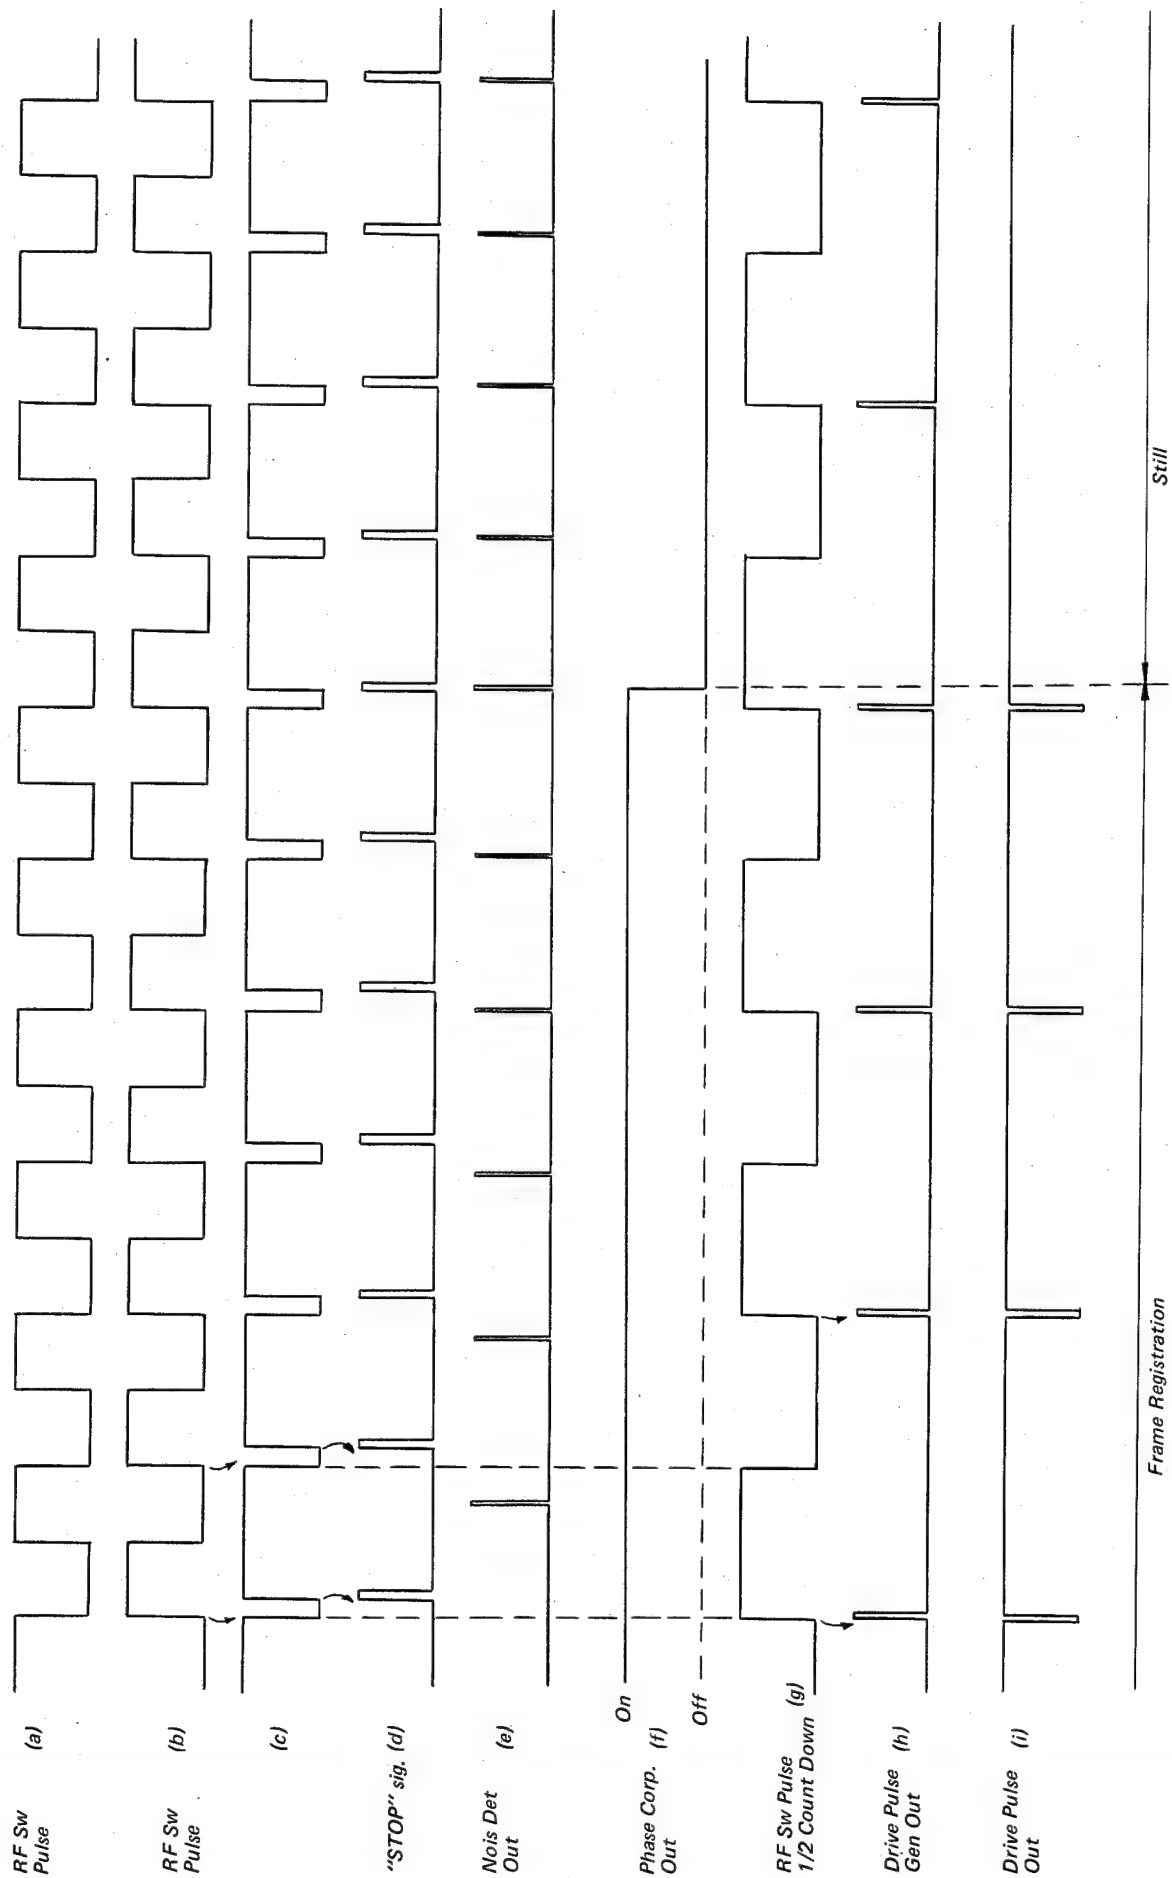 RF Sw
Pulse (a)
RF Sw
Pulse (b)
(c)
"STOP" sig. (d)
Nois Det
Out (e)
On
Off
Phase Corp. (f)
Out
RF Sw Pulse
1/2 Count Down (g)
Drive Pulse (h)
Gen Out
Drive Pulse (i)
Out
Frame Registration
Still